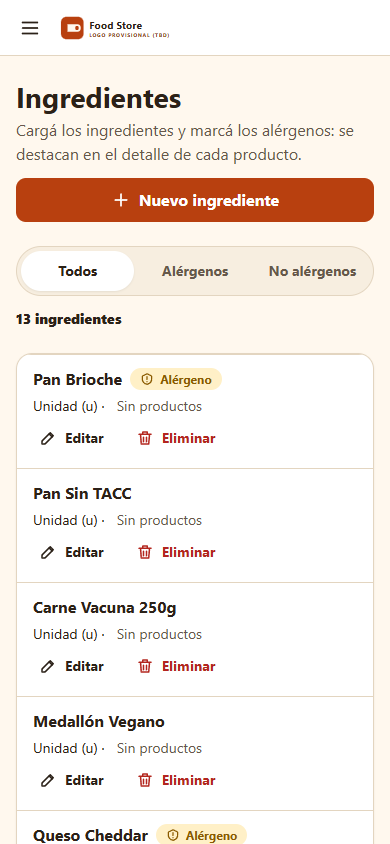 Food Store
LOGO PROVISIONAL (TBD)
Ingredientes
Cargá los ingredientes y marcá los alérgenos: se
destacan en el detalle de cada producto.
Nuevo ingrediente
Todos Alérgenos No alérgenos
13 ingredientes
Pan Brioche Alérgeno
Unidad (u) · Sin productos
Editar Eliminar
Pan Sin TACC
Unidad (u) · Sin productos
Editar Eliminar
Carne Vacuna 250g
Unidad (u) · Sin productos
Editar Eliminar
Medallón Vegano
Unidad (u) · Sin productos
Editar Eliminar
Queso Cheddar Alérgeno